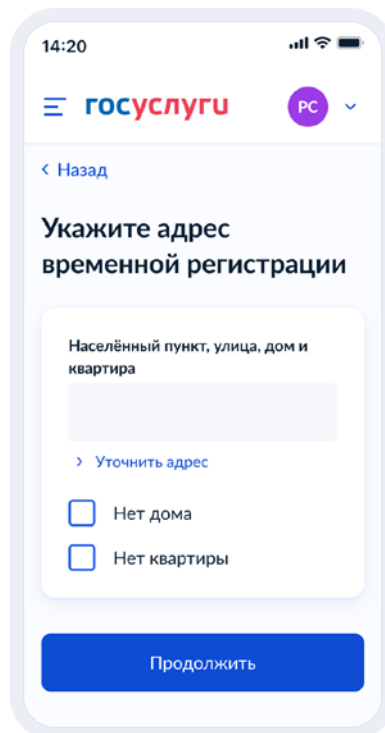 14:20
госуслуги
РС
Назад
Укажите адрес
временной регистрации
Населённый пункт, улица, дом и
квартира
Уточнить адрес
Нет дома
Нет квартиры
Продолжить